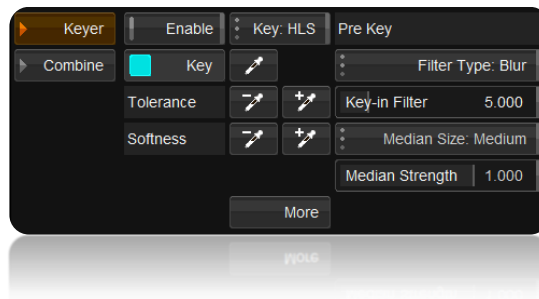 Keyer Enable Key: HLS Pre Key
Combine Key Filter Type: Blur
Tolerance Key-in Filter 5.000
Softness Median Size: Medium
Median Strength 1.000
More